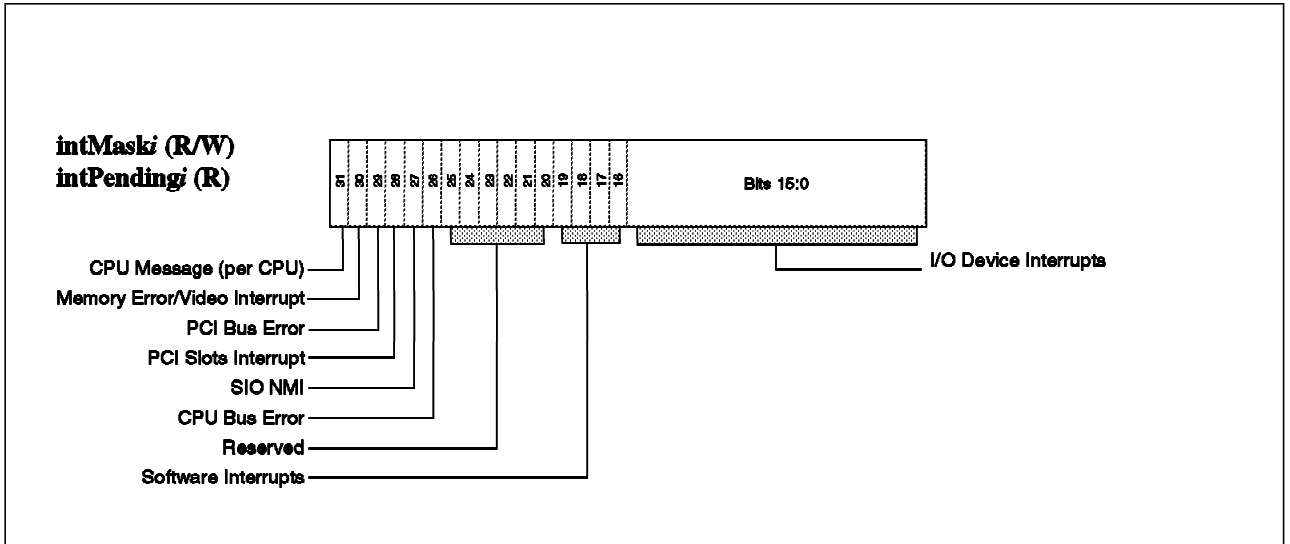 intMaski (R/W)
intPendingi (R)
31 30 29 28 27 26 25 24 23 22 21 20 19 18 17 16
Bits 15:0
CPU Message (per CPU)
I/O Device Interrupts
Memory Error/Video Interrupt
PCI Bus Error
PCI Slots Interrupt
SIO NMI
CPU Bus Error
Reserved
Software Interrupts